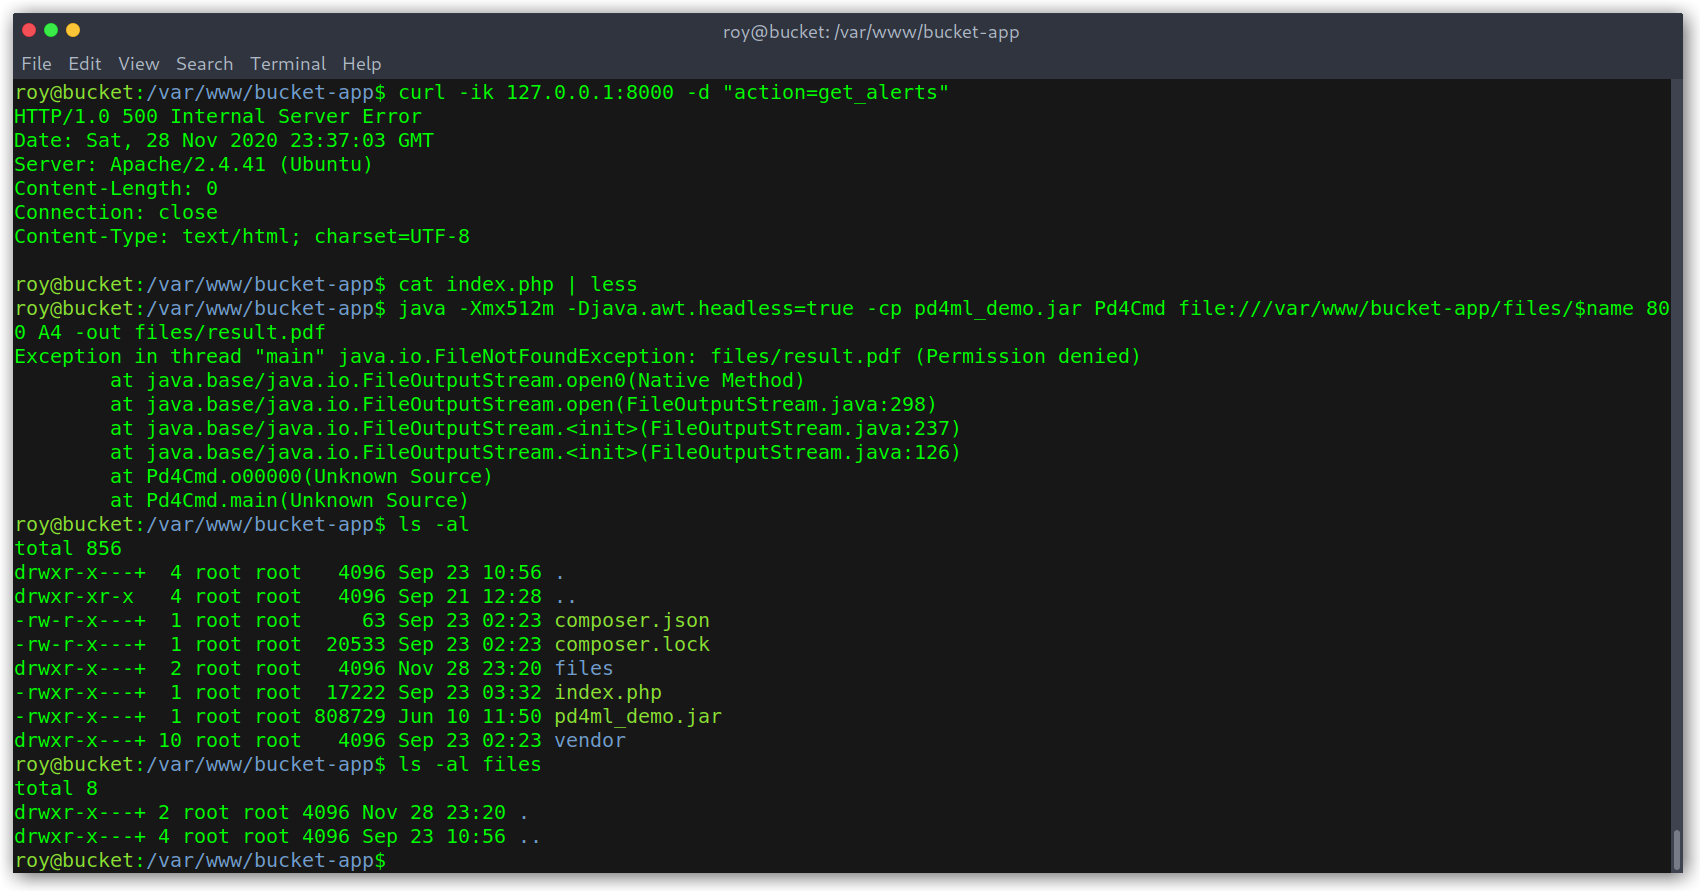 roy@bucket: /var/www/bucket-app
File Edit View Search Terminal Help
roy@bucket:/var/www/bucket-app$ curl -ik 127.0.0.1:8000 -d "action=get_alerts"
HTTP/1.0 500 Internal Server Error
Date: Sat, 28 Nov 2020 23:37:03 GMT
Server: Apache/2.4.41 (Ubuntu)
Content-Length: 0
Connection: close
Content-Type: text/html; charset=UTF-8

roy@bucket:/var/www/bucket-app$ cat index.php | less
roy@bucket:/var/www/bucket-app$ java -Xmx512m -Djava.awt.headless=true -cp pd4ml_demo.jar Pd4Cmd file:///var/www/bucket-app/files/$name 80
0 A4 -out files/result.pdf
Exception in thread "main" java.io.FileNotFoundException: files/result.pdf (Permission denied)
        at java.base/java.io.FileOutputStream.open0(Native Method)
        at java.base/java.io.FileOutputStream.open(FileOutputStream.java:298)
        at java.base/java.io.FileOutputStream.<init>(FileOutputStream.java:237)
        at java.base/java.io.FileOutputStream.<init>(FileOutputStream.java:126)
        at Pd4Cmd.o00000(Unknown Source)
        at Pd4Cmd.main(Unknown Source)
roy@bucket:/var/www/bucket-app$ ls -al
total 856
drwxr-x---+  4 root root   4096 Sep 23 10:56 .
drwxr-xr-x   4 root root   4096 Sep 21 12:28 ..
-rw-r-x---+  1 root root     63 Sep 23 02:23 composer.json
-rw-r-x---+  1 root root  20533 Sep 23 02:23 composer.lock
drwxr-x---+  2 root root   4096 Nov 28 23:20 files
-rwxr-x---+  1 root root  17222 Sep 23 03:32 index.php
-rwxr-x---+  1 root root 808729 Jun 10 11:50 pd4ml_demo.jar
drwxr-x---+ 10 root root   4096 Sep 23 02:23 vendor
roy@bucket:/var/www/bucket-app$ ls -al files
total 8
drwxr-x---+ 2 root root 4096 Nov 28 23:20 .
drwxr-x---+ 4 root root 4096 Sep 23 10:56 ..
roy@bucket:/var/www/bucket-app$